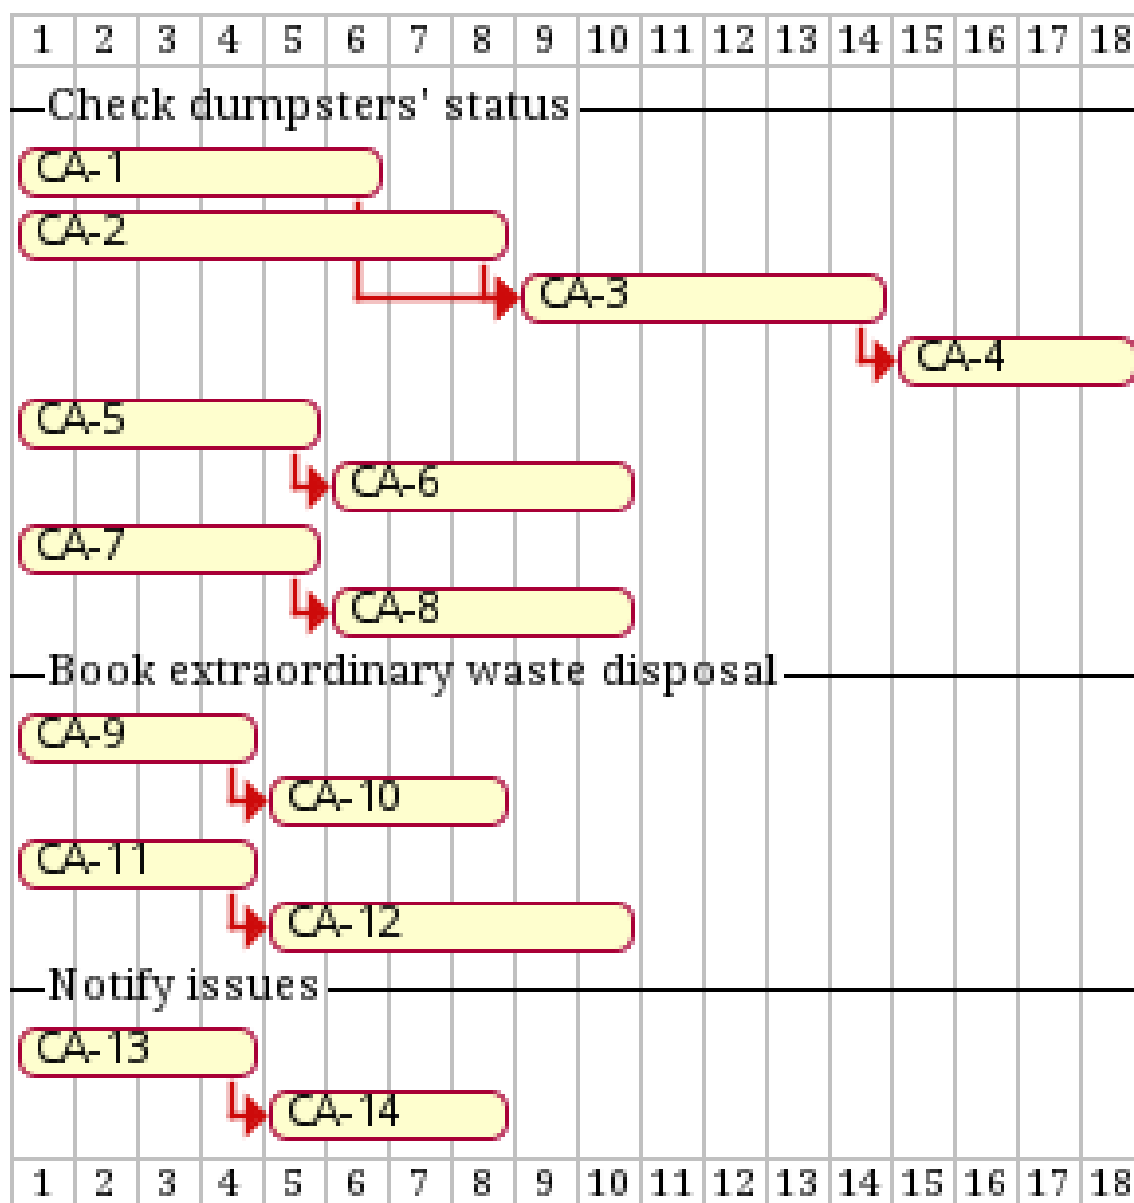 1 2 3 4 5 6 7 8 9 10 11 12 13 14 15 16 17 18
Check dumpsters' status
CA-1
CA-2
CA-3
CA-4
CA-5
CA-6
CA-7
CA-8
Book extraordinary waste disposal
CA-9
CA-10
CA-11
CA-12
Notify issues
CA-13
CA-14
1 2 3 4 5 6 7 8 9 10 11 12 13 14 15 16 17 18